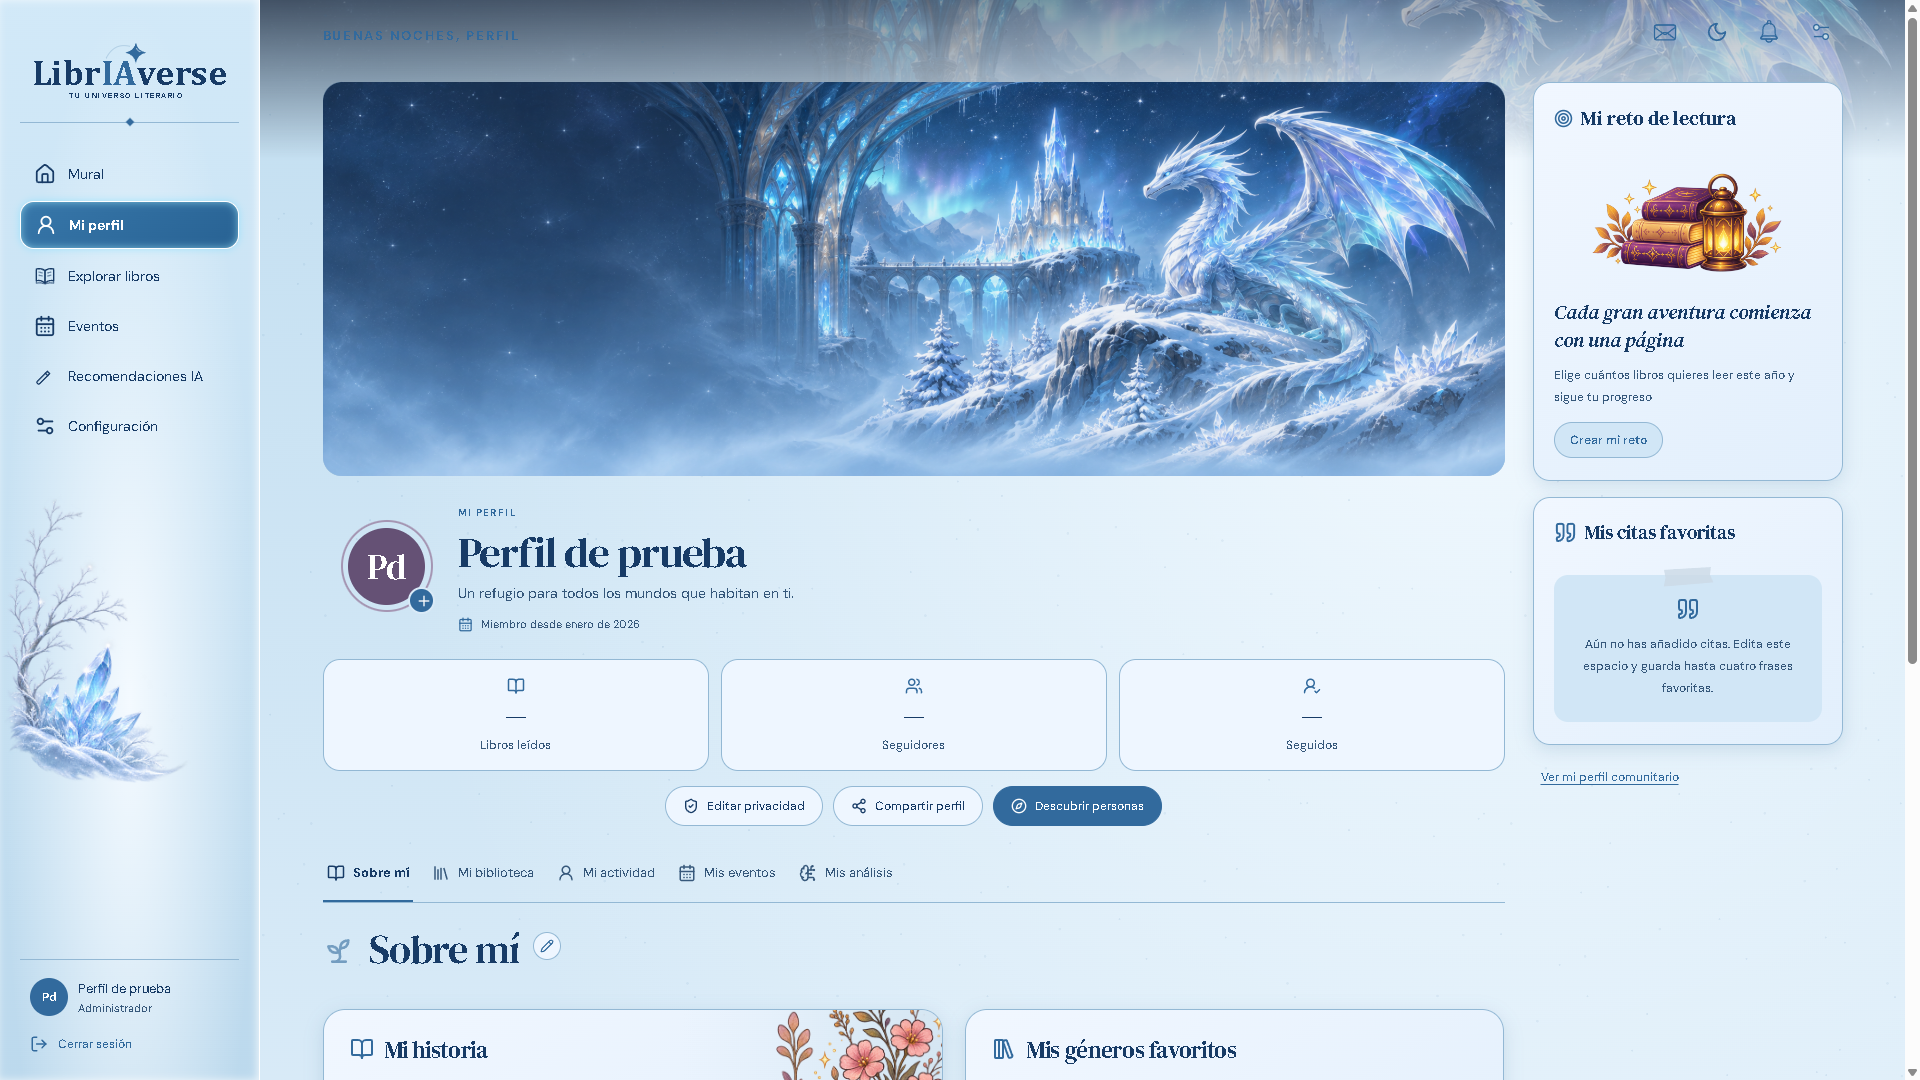 LibrIAverse
TU UNIVERSO LITERARIO
Mural
Mi perfil
Explorar libros
Eventos
Recomendaciones IA
Configuración
Pd
Perfil de prueba
Administrador
Cerrar sesión
BUENAS NOCHES, PERFIL
Pd
MI PERFIL
Perfil de prueba
Un refugio para todos los mundos que habitan en ti.
Miembro desde enero de 2026
—
Libros leídos
—
Seguidores
—
Seguidos
Editar privacidad
Compartir perfil
Descubrir personas
Sobre mí
Mi biblioteca
Mi actividad
Mis eventos
Mis análisis
Sobre mí
Mi historia
Mis géneros favoritos
Mi reto de lectura
Cada gran aventura comienza
con una página
Elige cuántos libros quieres leer este año y
sigue tu progreso
Crear mi reto
Mis citas favoritas
Aún no has añadido citas. Edita este
espacio y guarda hasta cuatro frases
favoritas.
Ver mi perfil comunitario